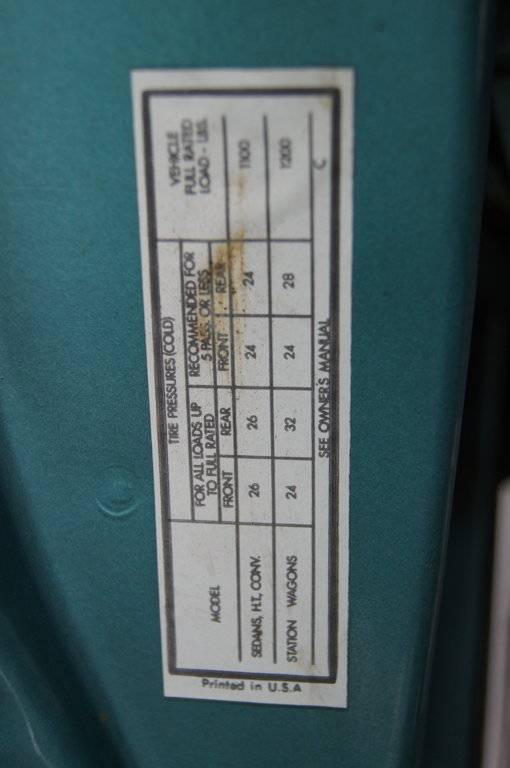 TIRE PRESSURES (COLD)
VEHICLE
FULL RATED
LOAD - LBS.
MODEL
FOR ALL LOADS UP
TO FULL RATED
RECOMMENDED FOR
5 PASS. OR LESS
FRONT REAR FRONT REAR
SEDANS, H.T., CONV. 26 26 24 24 1100
STATION WAGONS 24 32 24 28 1200
SEE OWNER'S MANUAL C
Printed in U.S.A